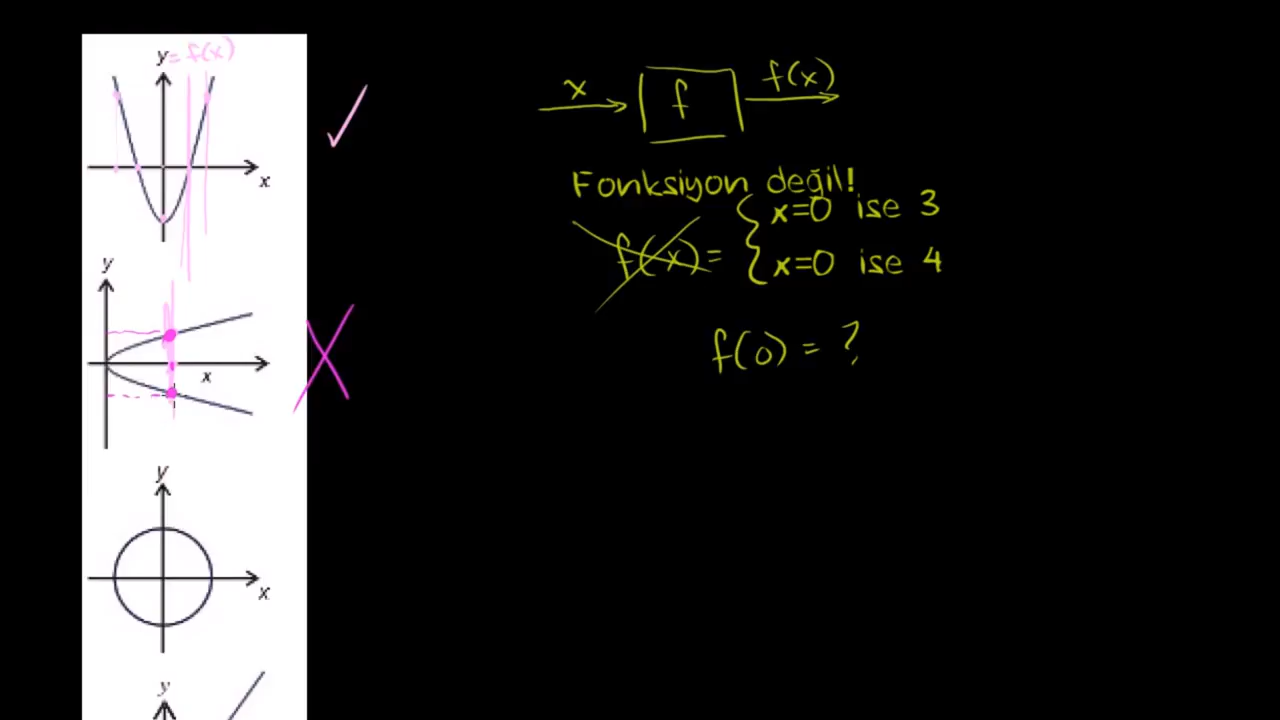 y = f(x)
x
y
x
y
x
y
x f f(x)
Fonksiyon değil!
f(x) = { x=0 ise 3
x=0 ise 4
f(0) = ?